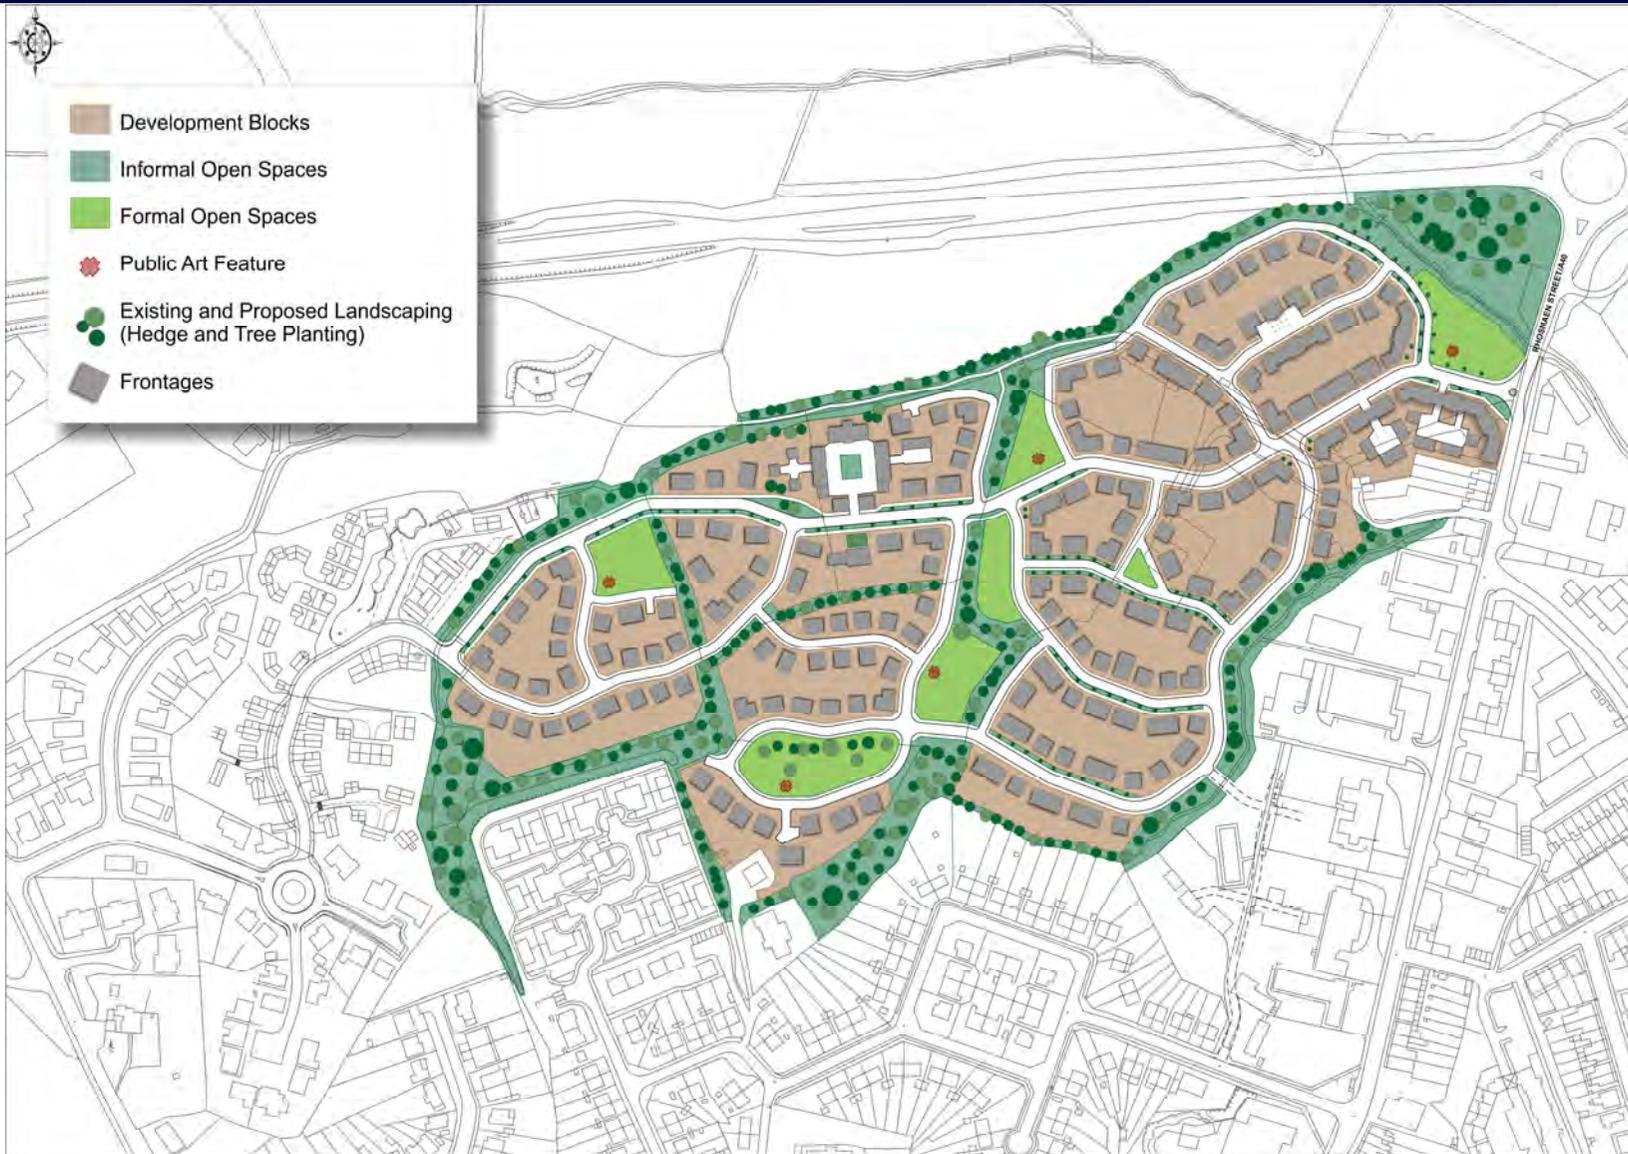 Development Blocks
Informal Open Spaces
Formal Open Spaces
Public Art Feature
Existing and Proposed Landscaping
(Hedge and Tree Planting)
Frontages
RHOSMAEN STREET/A40